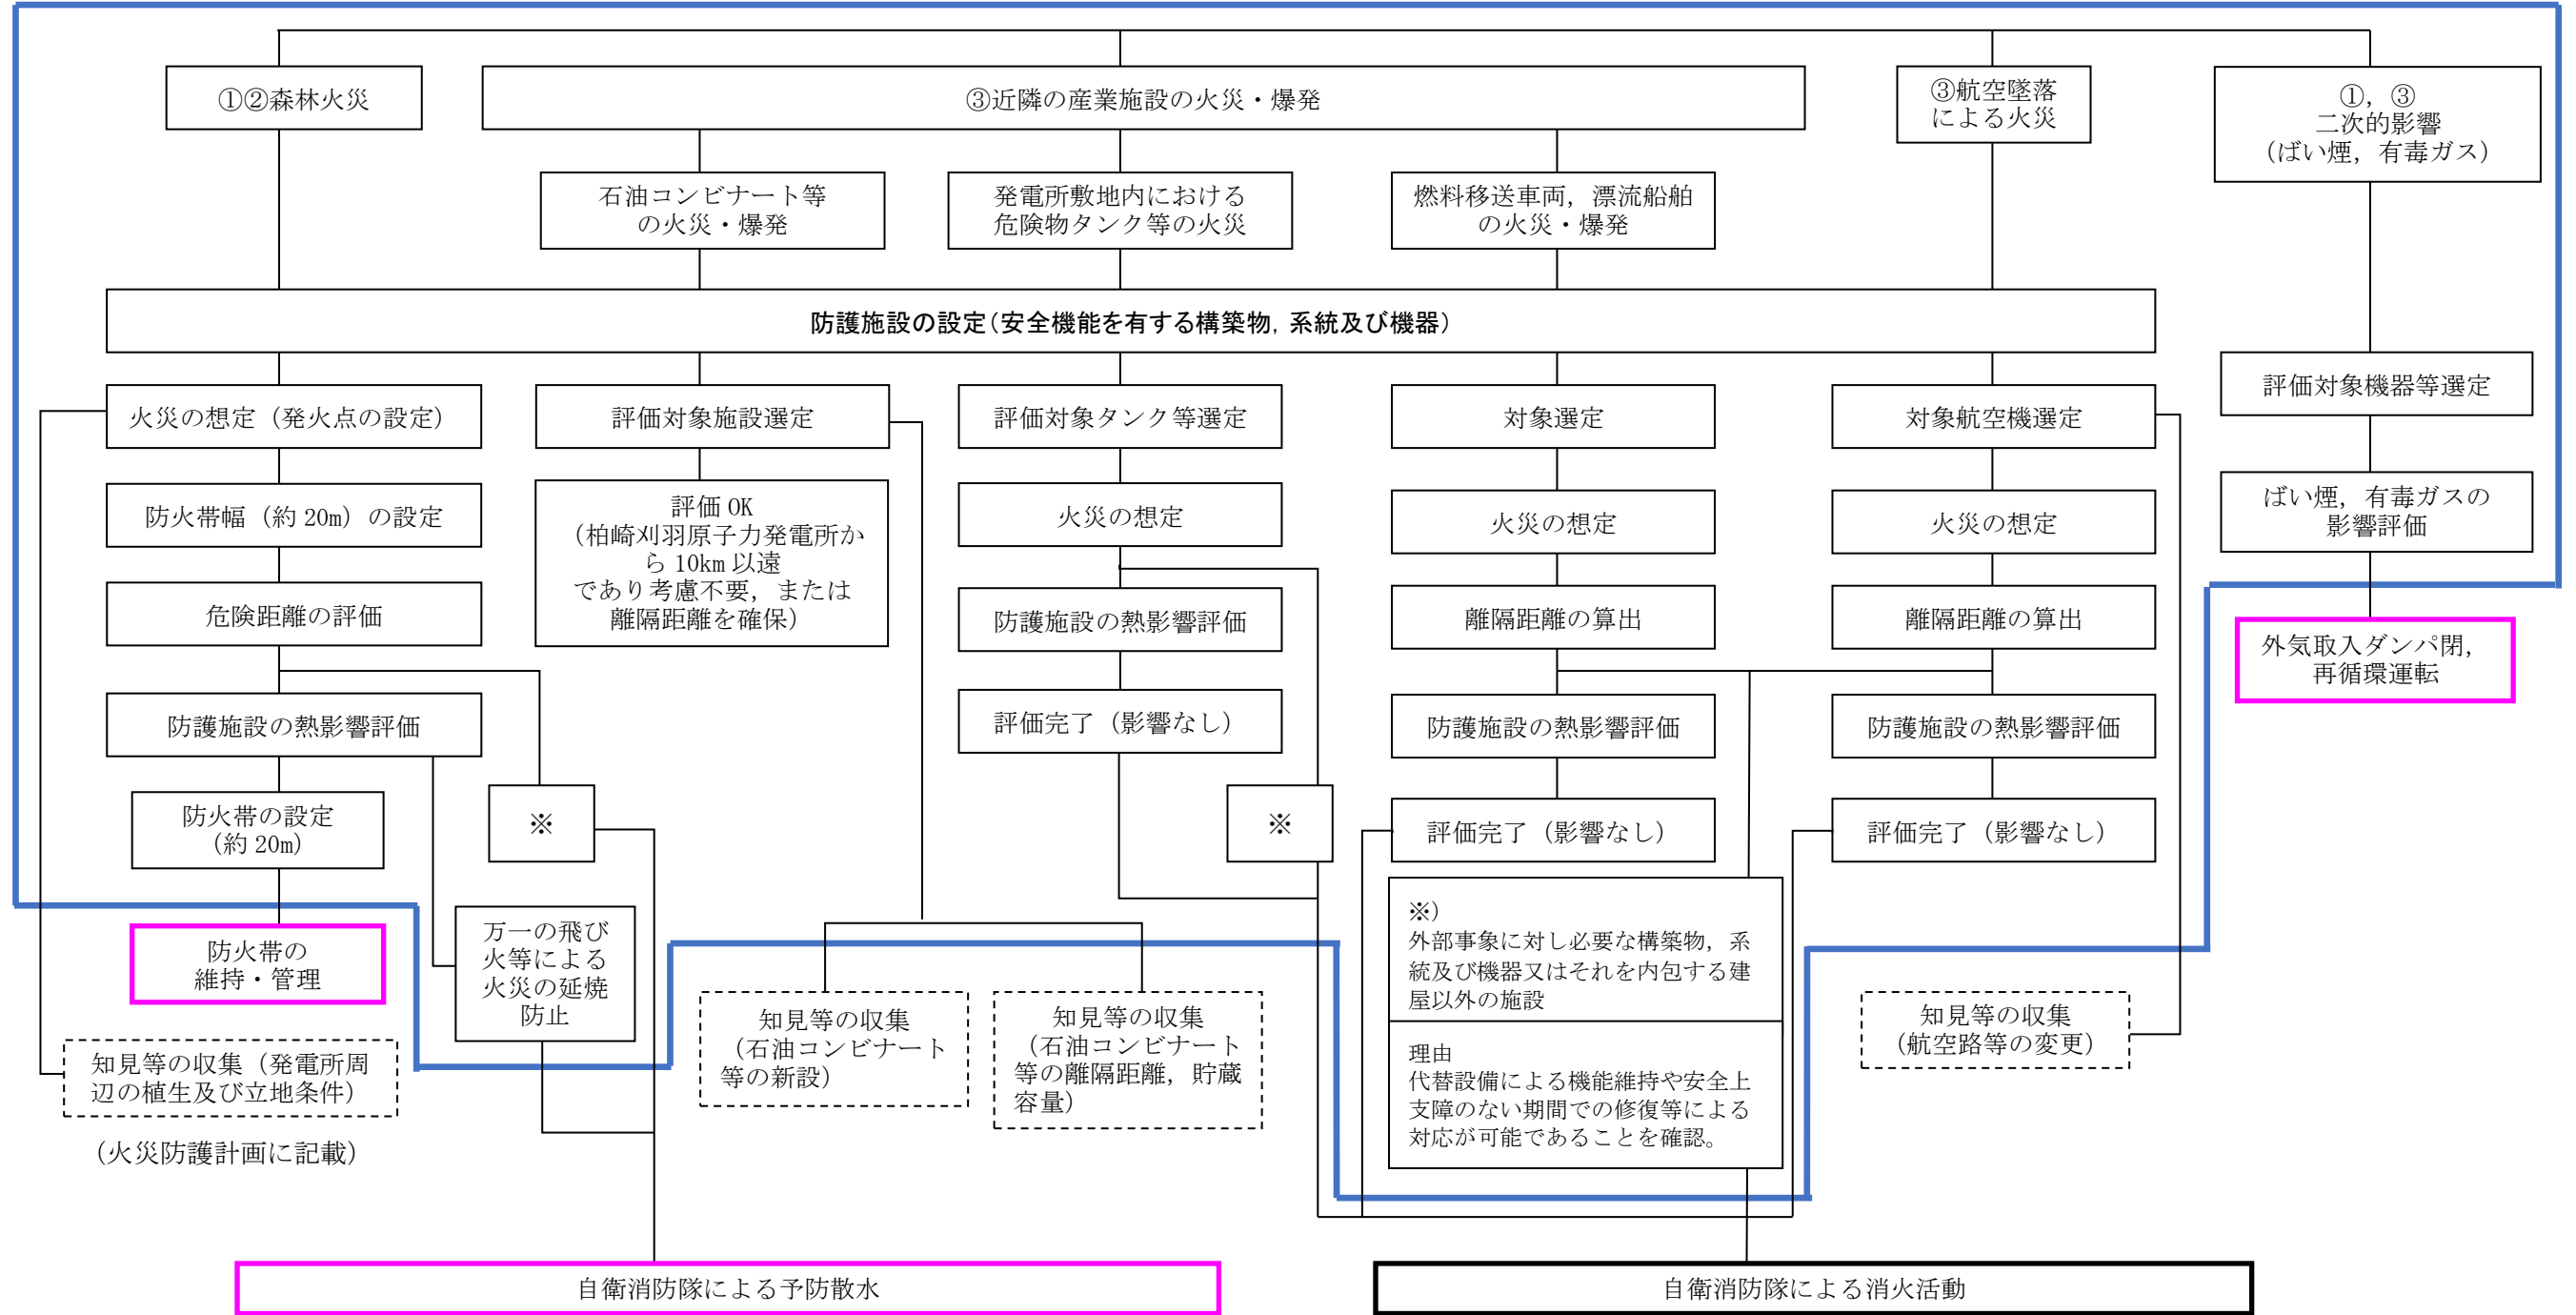 ①②森林火災
③近隣の産業施設の火災・爆発
③航空墜落
による火災
①，③
二次的影響
（ばい煙，有毒ガス）
石油コンビナート等
の火災・爆発
発電所敷地内における
危険物タンク等の火災
燃料移送車両，漂流船舶
の火災・爆発
防護施設の設定（安全機能を有する構築物，系統及び機器）
火災の想定（発火点の設定）
評価対象施設選定
評価対象タンク等選定
対象選定
対象航空機選定
評価対象機器等選定
防火帯幅（約 20m）の設定
評価 OK
（柏崎刈羽原子力発電所か
ら 10km 以遠
であり考慮不要，または
離隔距離を確保）
火災の想定
火災の想定
火災の想定
ばい煙，有毒ガスの
影響評価
危険距離の評価
防護施設の熱影響評価
離隔距離の算出
離隔距離の算出
外気取入ダンパ閉，
再循環運転
防護施設の熱影響評価
評価完了（影響なし）
防護施設の熱影響評価
防護施設の熱影響評価
防火帯の設定
（約 20m）
※
※
評価完了（影響なし）
評価完了（影響なし）
防火帯の
維持・管理
万一の飛び
火等による
火災の延焼
防止
※）
外部事象に対し必要な構築物，系
統及び機器又はそれを内包する建
屋以外の施設
理由
代替設備による機能維持や安全上
支障のない期間での修復等による
対応が可能であることを確認。
知見等の収集（発電所周
辺の植生及び立地条件）
知見等の収集
（石油コンビナート
等の新設）
知見等の収集
（石油コンビナート
等の離隔距離，貯蔵
容量）
知見等の収集
（航空路等の変更）
（火災防護計画に記載）
自衛消防隊による予防散水
自衛消防隊による消火活動